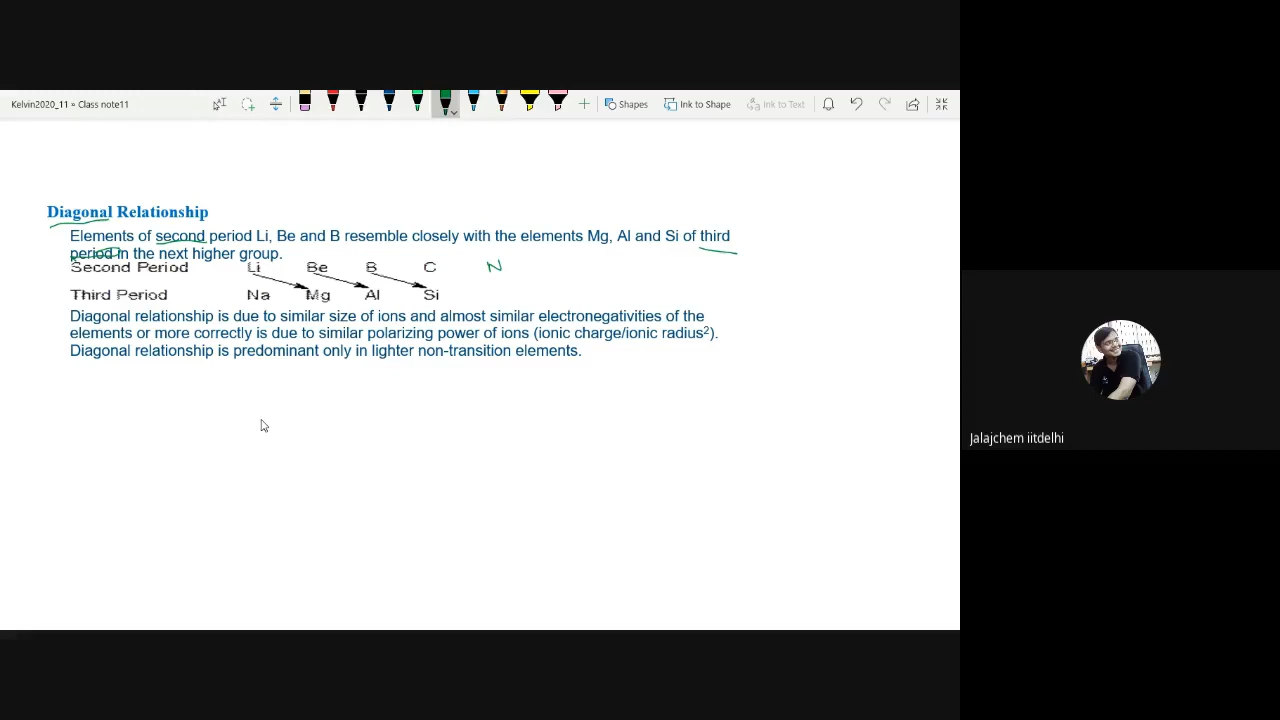 Kelvin2020_11 » Class note11
Shapes
Ink to Shape
Ink to Text
Diagonal Relationship
Elements of second period Li, Be and B resemble closely with the elements Mg, Al and Si of third
period in the next higher group.
Second Period Li Be B C N
Third Period Na Mg Al Si
Diagonal relationship is due to similar size of ions and almost similar electronegativities of the
elements or more correctly is due to similar polarizing power of ions (ionic charge/ionic radius²).
Diagonal relationship is predominant only in lighter non-transition elements.
Jalajchem iitdelhi